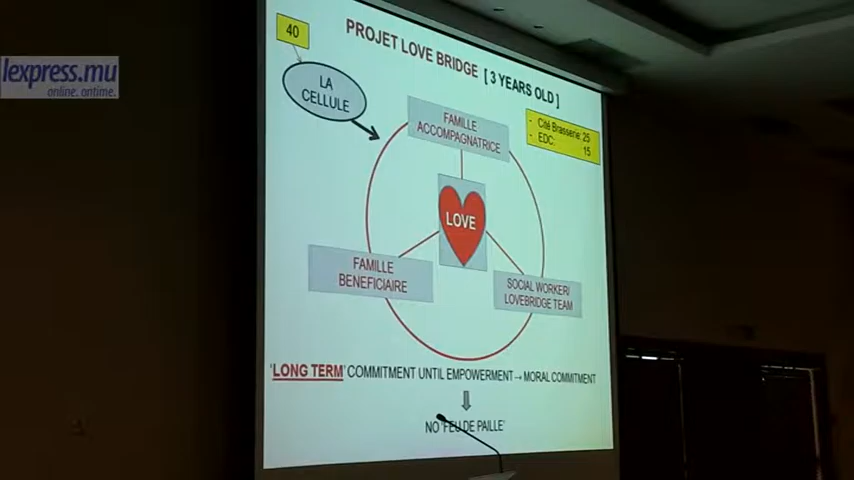 lexpress.mu
online. ontime.
40
PROJET LOVE BRIDGE [ 3 YEARS OLD ]
LA
CELLULE
FAMILLE
ACCOMPAGNATRICE
- Cité Brasserie: 25
- EDC: 15
LOVE
FAMILLE
BENEFICIAIRE
SOCIAL WORKER/
LOVEBRIDGE TEAM
'LONG TERM' COMMITMENT UNTIL EMPOWERMENT → MORAL COMMITMENT
NO 'FEU DE PAILLE'